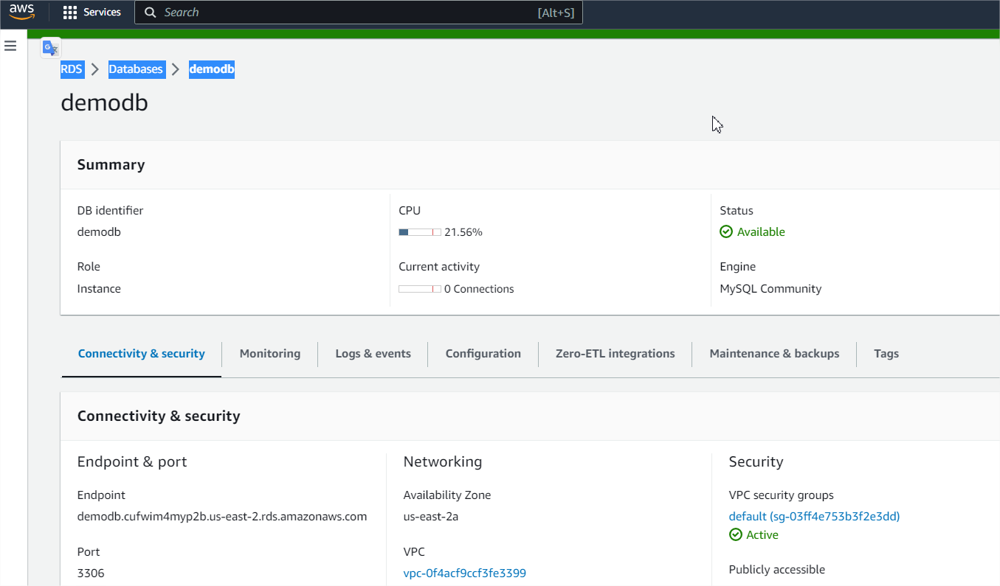 aws Services Search [Alt+S]
RDS > Databases > demodb
demodb
Summary
DB identifier
demodb
CPU
21.56%
Status
Available
Role
Instance
Current activity
0 Connections
Engine
MySQL Community
Connectivity & security Monitoring Logs & events Configuration Zero-ETL integrations Maintenance & backups Tags
Connectivity & security
Endpoint & port
Endpoint
demodb.cufwim4myp2b.us-east-2.rds.amazonaws.com
Port
3306
Networking
Availability Zone
us-east-2a
VPC
vpc-0f4acf9ccf3fe3399
Security
VPC security groups
default (sg-03ff4e753b3f2e3dd)
Active
Publicly accessible